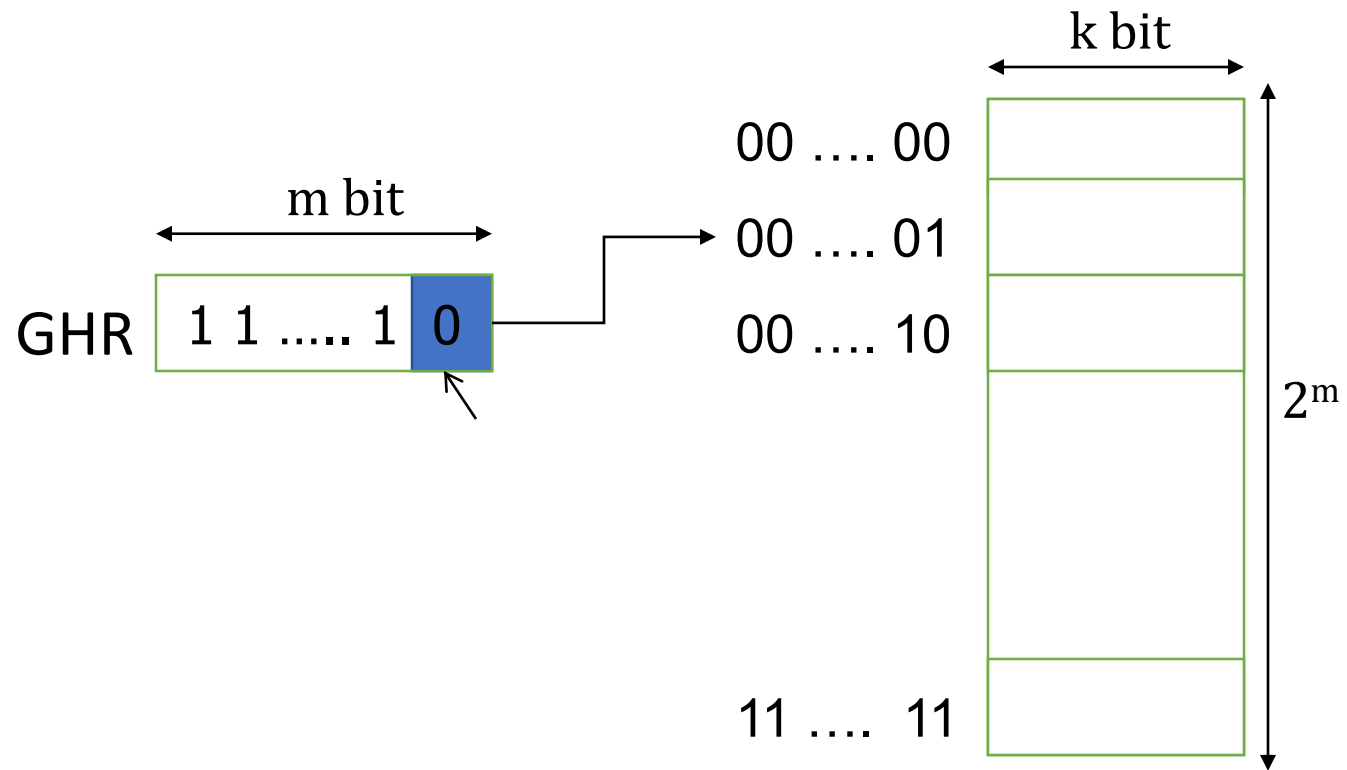 k bit
00 .... 00
m bit
00 .... 01
GHR 1 1 ..... 1 0
00 .... 10
2ᵐ
11 .... 11